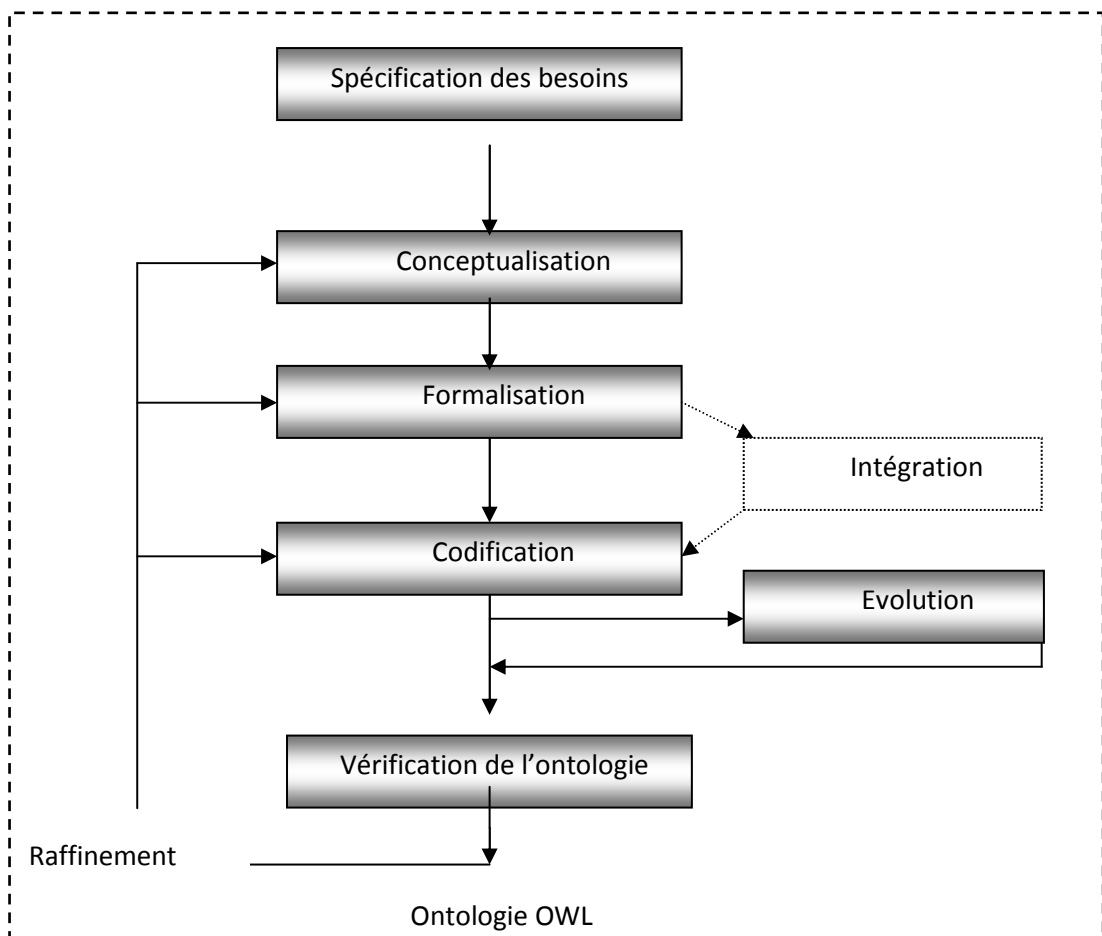 Spécification des besoins
Conceptualisation
Formalisation
Intégration
Codification
Evolution
Vérification de l’ontologie
Raffinement
Ontologie OWL